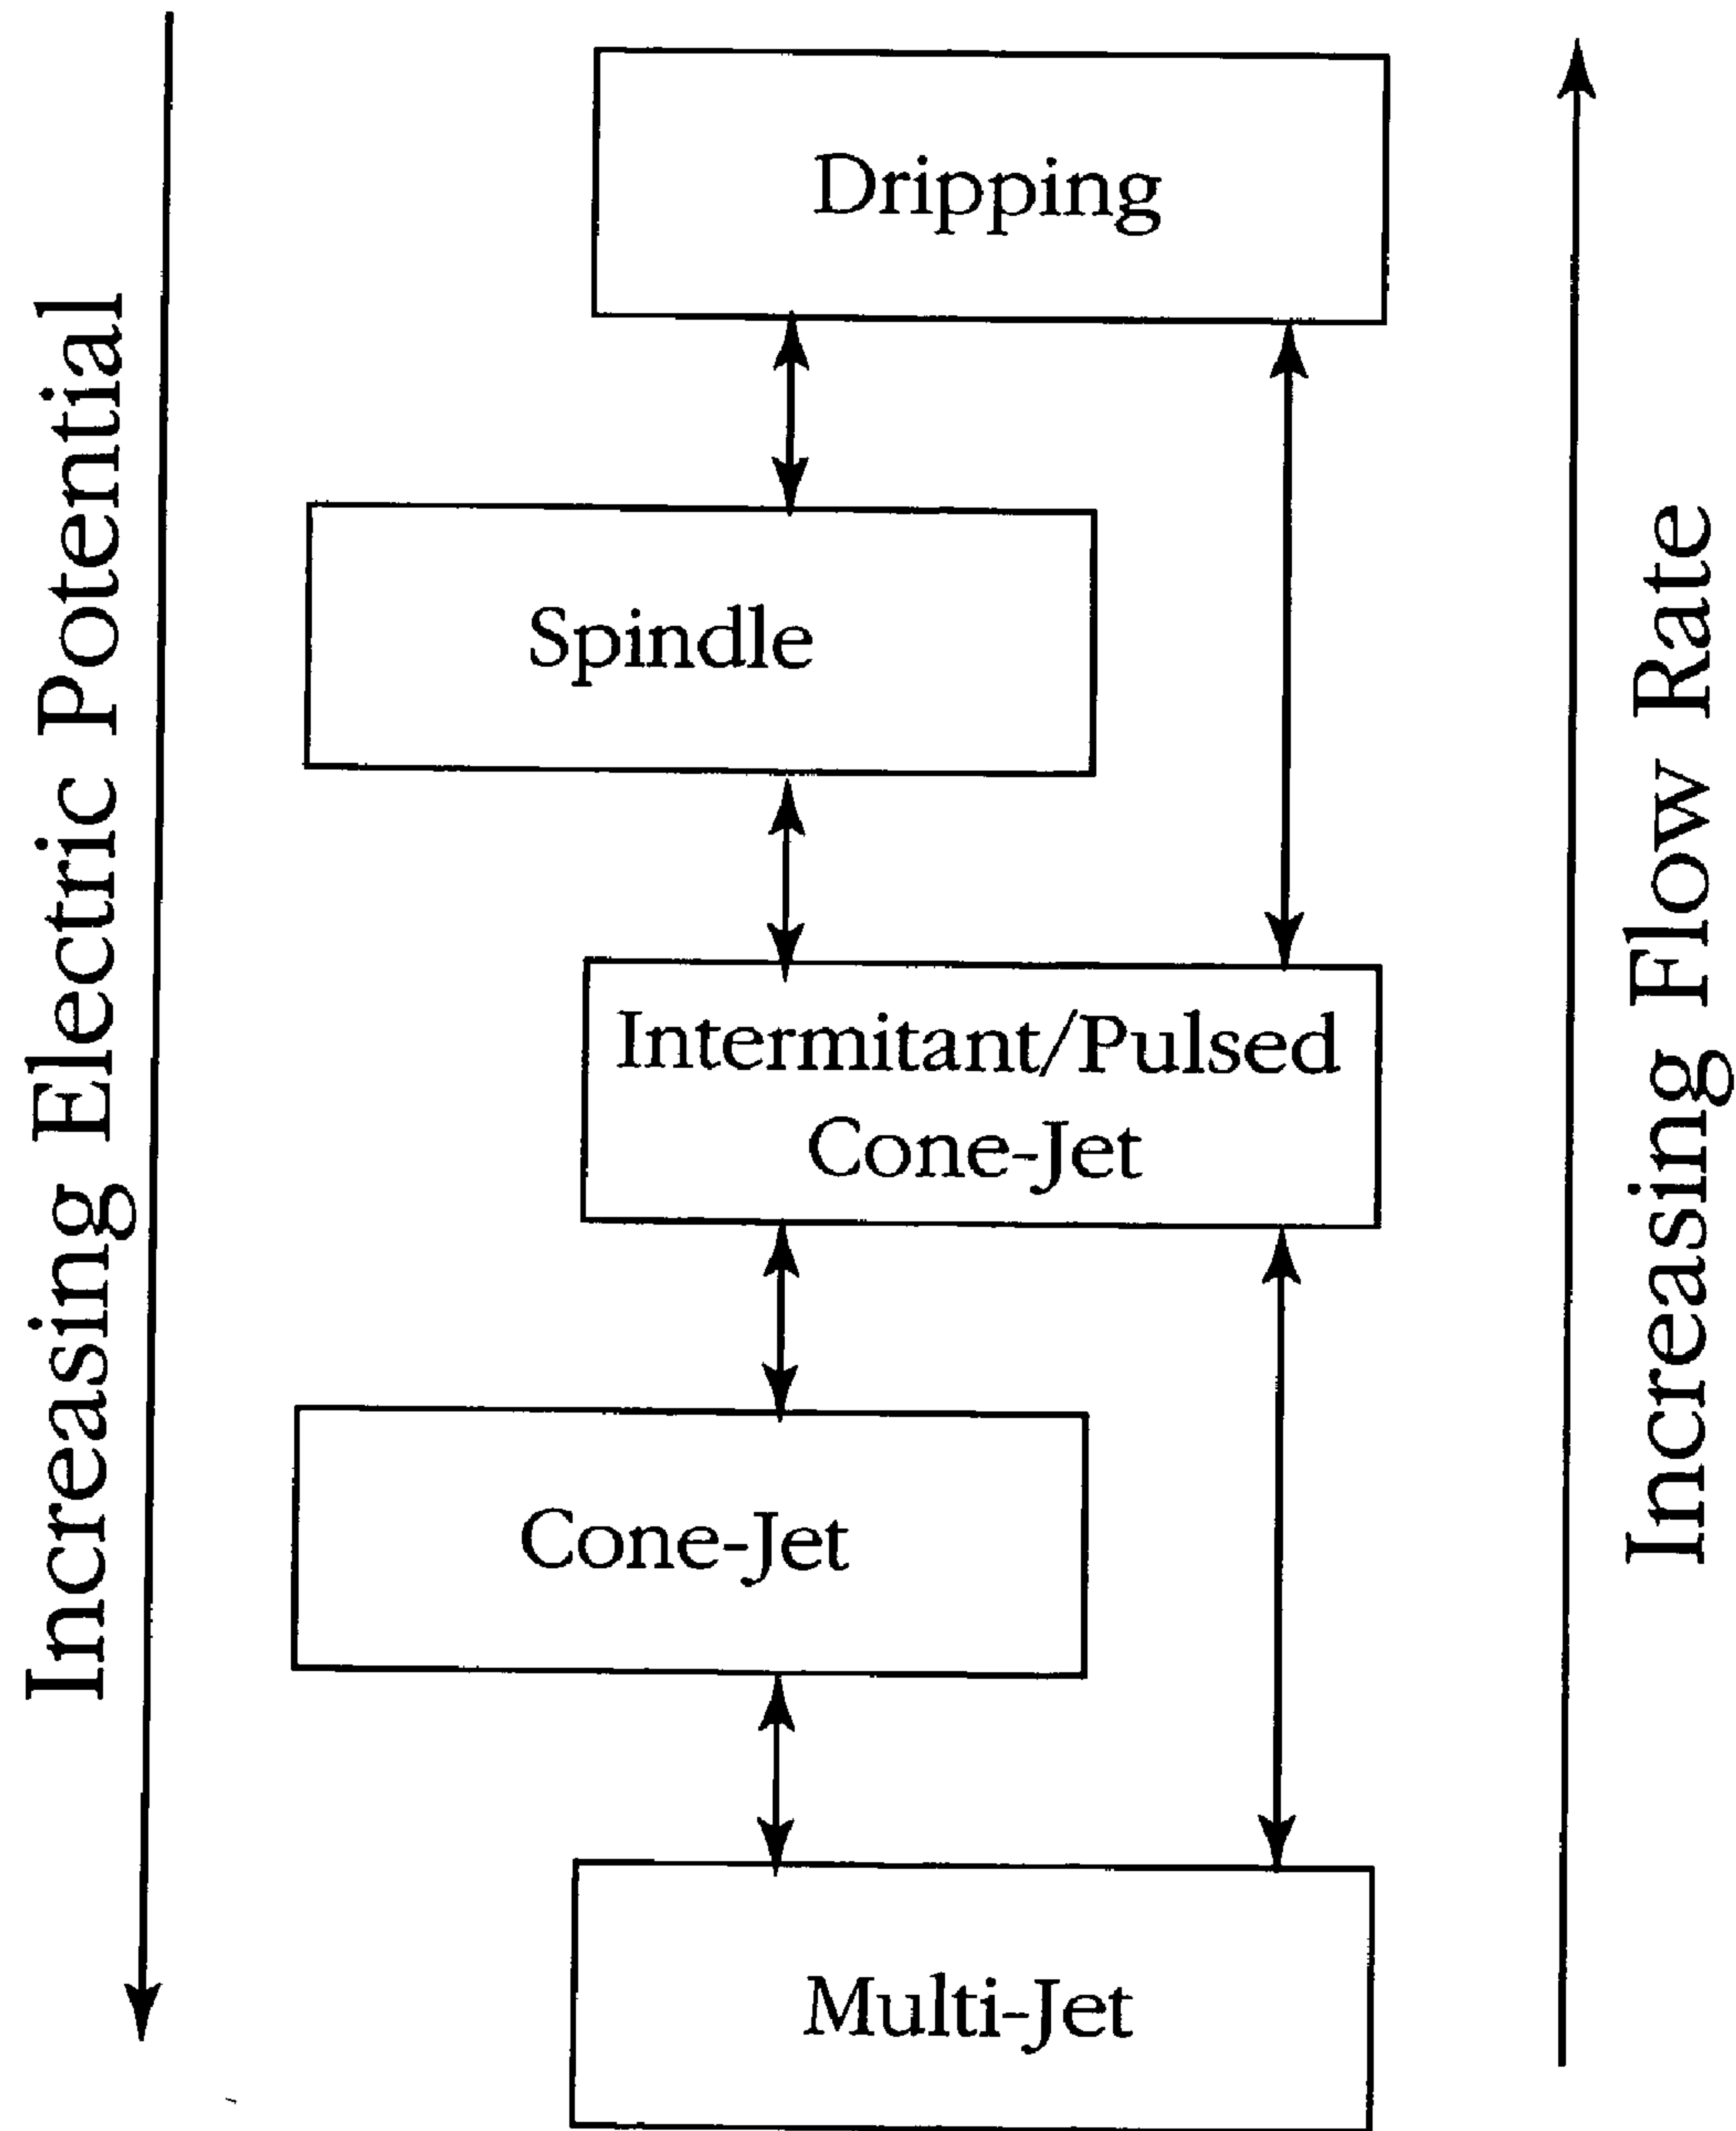 Increasing Electric Potential
Dripping
Spindle
Intermitant/Pulsed
Cone-Jet
Cone-Jet
Multi-Jet
Increasing Flow Rate